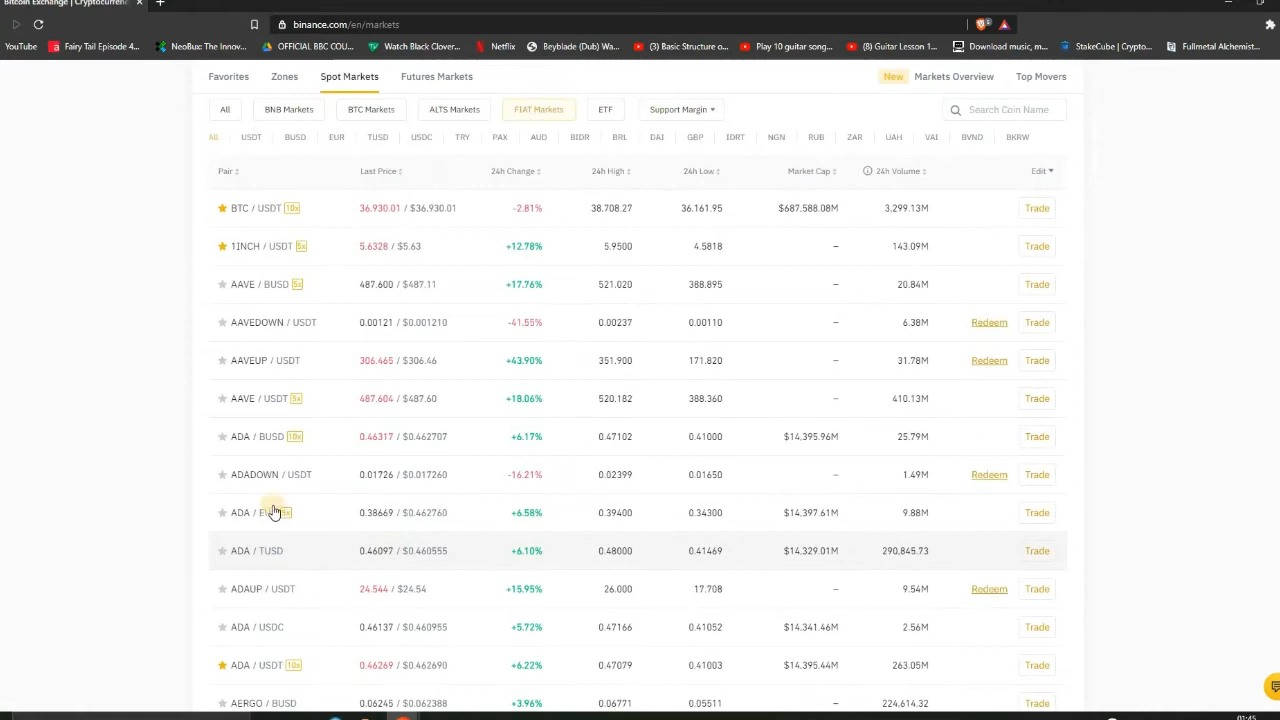 Bitcoin Exchange | Cryptocurrenc
binance.com/en/markets
YouTube Fairy Tail Episode 4... NeoBux: The Innov... OFFICIAL BBC COU... Watch Black Clover... Netflix Beyblade (Dub) Wa... (3) Basic Structure o... Play 10 guitar song... (8) Guitar Lesson 1... Download music, m... StakeCube | Crypto... Fullmetal Alchemist...
Favorites Zones Spot Markets Futures Markets New Markets Overview Top Movers
All BNB Markets BTC Markets ALTS Markets FIAT Markets ETF Support Margin Search Coin Name
All USDT BUSD EUR TUSD USDC TRY PAX AUD BIDR BRL DAI GBP IDRT NGN RUB ZAR UAH VAI BVND BKRW
Pair Last Price 24h Change 24h High 24h Low Market Cap 24h Volume Edit
BTC / USDT 10x 36.930.01 / $36.930.01 -2.81% 38.708.27 36.161.95 $687.588.08M 3.299.13M Trade
1INCH / USDT 5x 5.6328 / $5.63 +12.78% 5.9500 4.5818 – 143.09M Trade
AAVE / BUSD 5x 487.600 / $487.11 +17.76% 521.020 388.895 – 20.84M Trade
AAVEDOWN / USDT 0.00121 / $0.001210 -41.55% 0.00237 0.00110 – 6.38M Redeem Trade
AAVEUP / USDT 306.465 / $306.46 +43.90% 351.900 171.820 – 31.78M Redeem Trade
AAVE / USDT 5x 487.604 / $487.60 +18.06% 520.182 388.360 – 410.13M Trade
ADA / BUSD 10x 0.46317 / $0.462707 +6.17% 0.47102 0.41000 $14,395.96M 25.79M Trade
ADADOWN / USDT 0.01726 / $0.017260 -16.21% 0.02399 0.01650 – 1.49M Redeem Trade
ADA / 5x 0.38669 / $0.462760 +6.58% 0.39400 0.34300 $14,397.61M 9.88M Trade
ADA / TUSD 0.46097 / $0.460555 +6.10% 0.48000 0.41469 $14,329.01M 290,845.73 Trade
ADAUP / USDT 24.544 / $24.54 +15.95% 26.000 17.708 – 9.54M Redeem Trade
ADA / USDC 0.46137 / $0.460955 +5.72% 0.47166 0.41052 $14,341.46M 2.56M Trade
ADA / USDT 10x 0.46269 / $0.462690 +6.22% 0.47079 0.41003 $14,395.44M 263.05M Trade
AERGO / BUSD 0.06245 / $0.062388 +3.96% 0.06771 0.05511 – 224,614.32 Trade
01:45